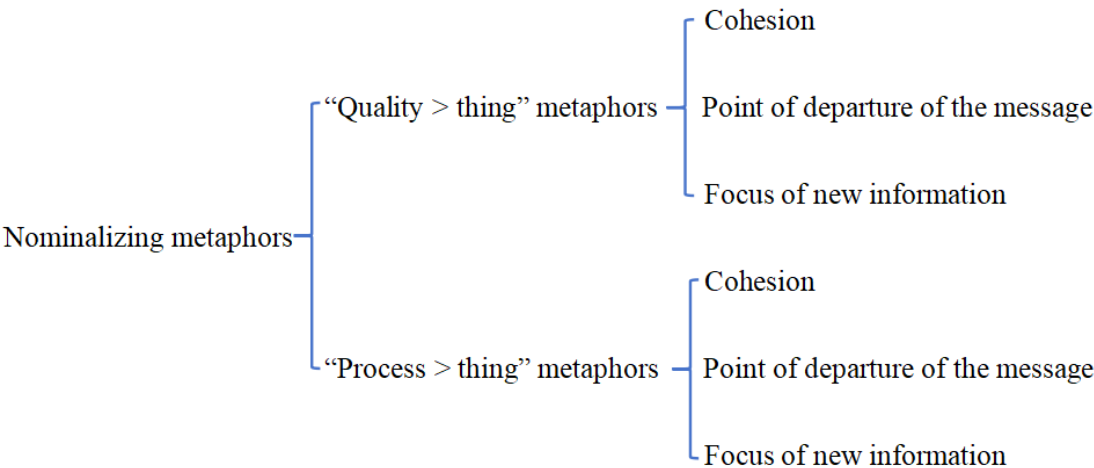 Nominalizing metaphors
“Quality > thing” metaphors
Cohesion
Point of departure of the message
Focus of new information
“Process > thing” metaphors
Cohesion
Point of departure of the message
Focus of new information